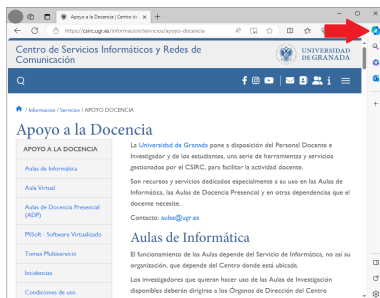 Apoyo a la Docencia | Centro de
https://csirc.ugr.es/informacion/servicios/apoyo-docencia
Centro de Servicios Informáticos y Redes de
Comunicación
UNIVERSIDAD
DE GRANADA
/ Informacion / Servicios / APOYO DOCENCIA
Apoyo a la Docencia
APOYO A LA DOCENCIA
Aulas de Informática
Aula Virtual
Aulas de Docencia Presencial
(ADP)
MiSoft - Software Virtualizado
Tomas Multiservicio
Incidencias
Condiciones de uso
La Universidad de Granada pone a disposición del Personal Docente e
Investigador y de los estudiantes, una serie de herramientas y servicios
gestionados por el CSIRC, para facilitar la actividad docente.
Son recursos y servicios dedicados especialmente a su uso en las Aulas de
Informática, las Aulas de Docencia Presencial y en otras dependencias que el
docente necesite.
Contacto: aulas@ugr.es
Aulas de Informática
El funcionamiento de las Aulas depende del Servicio de Informática, no así su
organización, que depende del Centro donde está ubicada.
Los investigadores que quieran hacer uso de las Aulas de Investigación
disponibles deberán dirigirse a los Órganos de Dirección del Centro